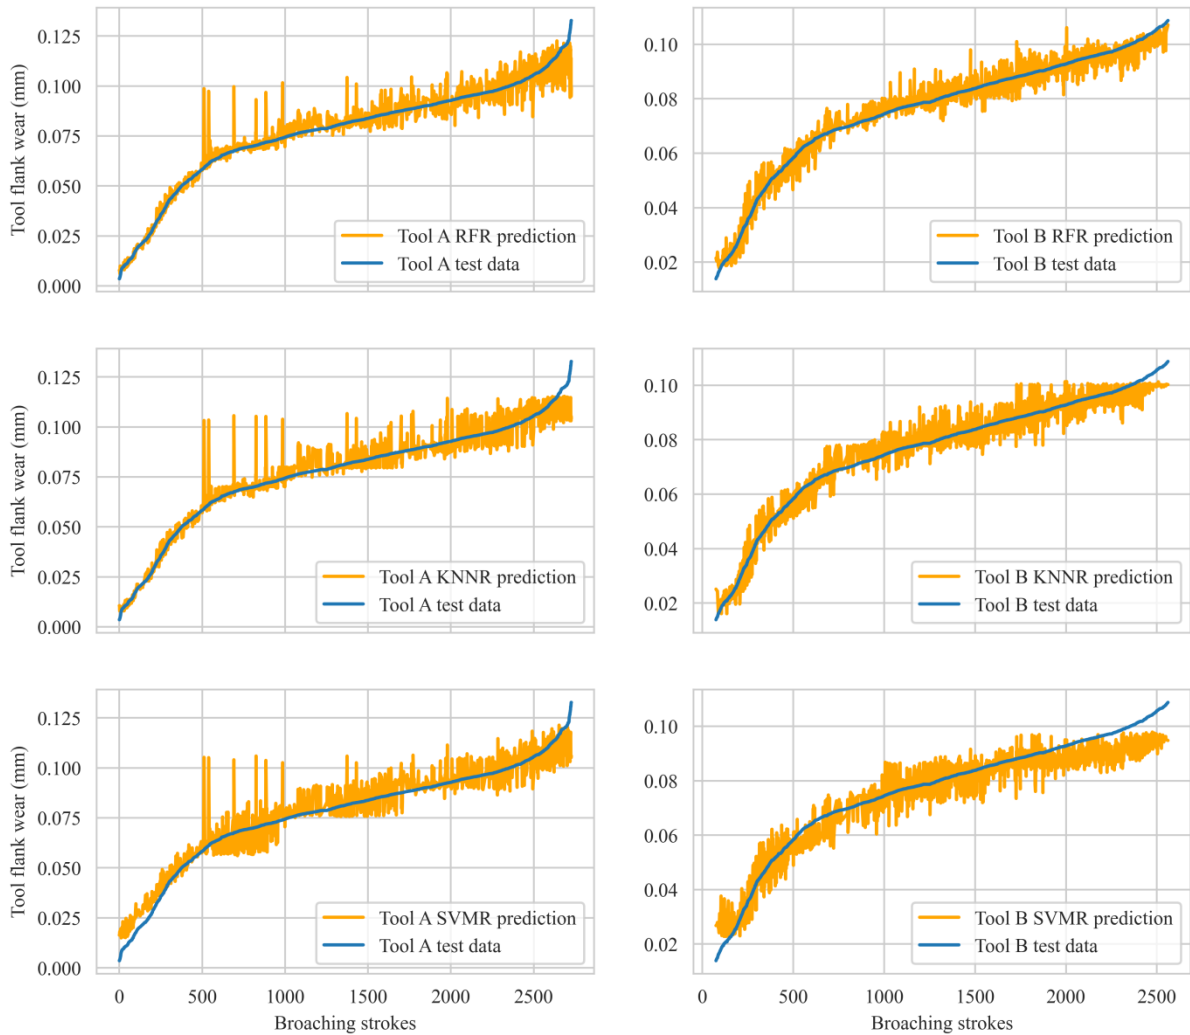 Tool flank wear (mm)
0.125
0.100
0.075
0.050
0.025
0.000
Tool A RFR prediction
Tool A test data
0.10
0.08
0.06
0.04
0.02
Tool B RFR prediction
Tool B test data
Tool flank wear (mm)
0.125
0.100
0.075
0.050
0.025
0.000
Tool A KNNR prediction
Tool A test data
0.10
0.08
0.06
0.04
0.02
Tool B KNNR prediction
Tool B test data
Tool flank wear (mm)
0.125
0.100
0.075
0.050
0.025
0.000
Tool A SVMR prediction
Tool A test data
0 500 1000 1500 2000 2500
Broaching strokes
0.10
0.08
0.06
0.04
0.02
Tool B SVMR prediction
Tool B test data
0 500 1000 1500 2000 2500
Broaching strokes